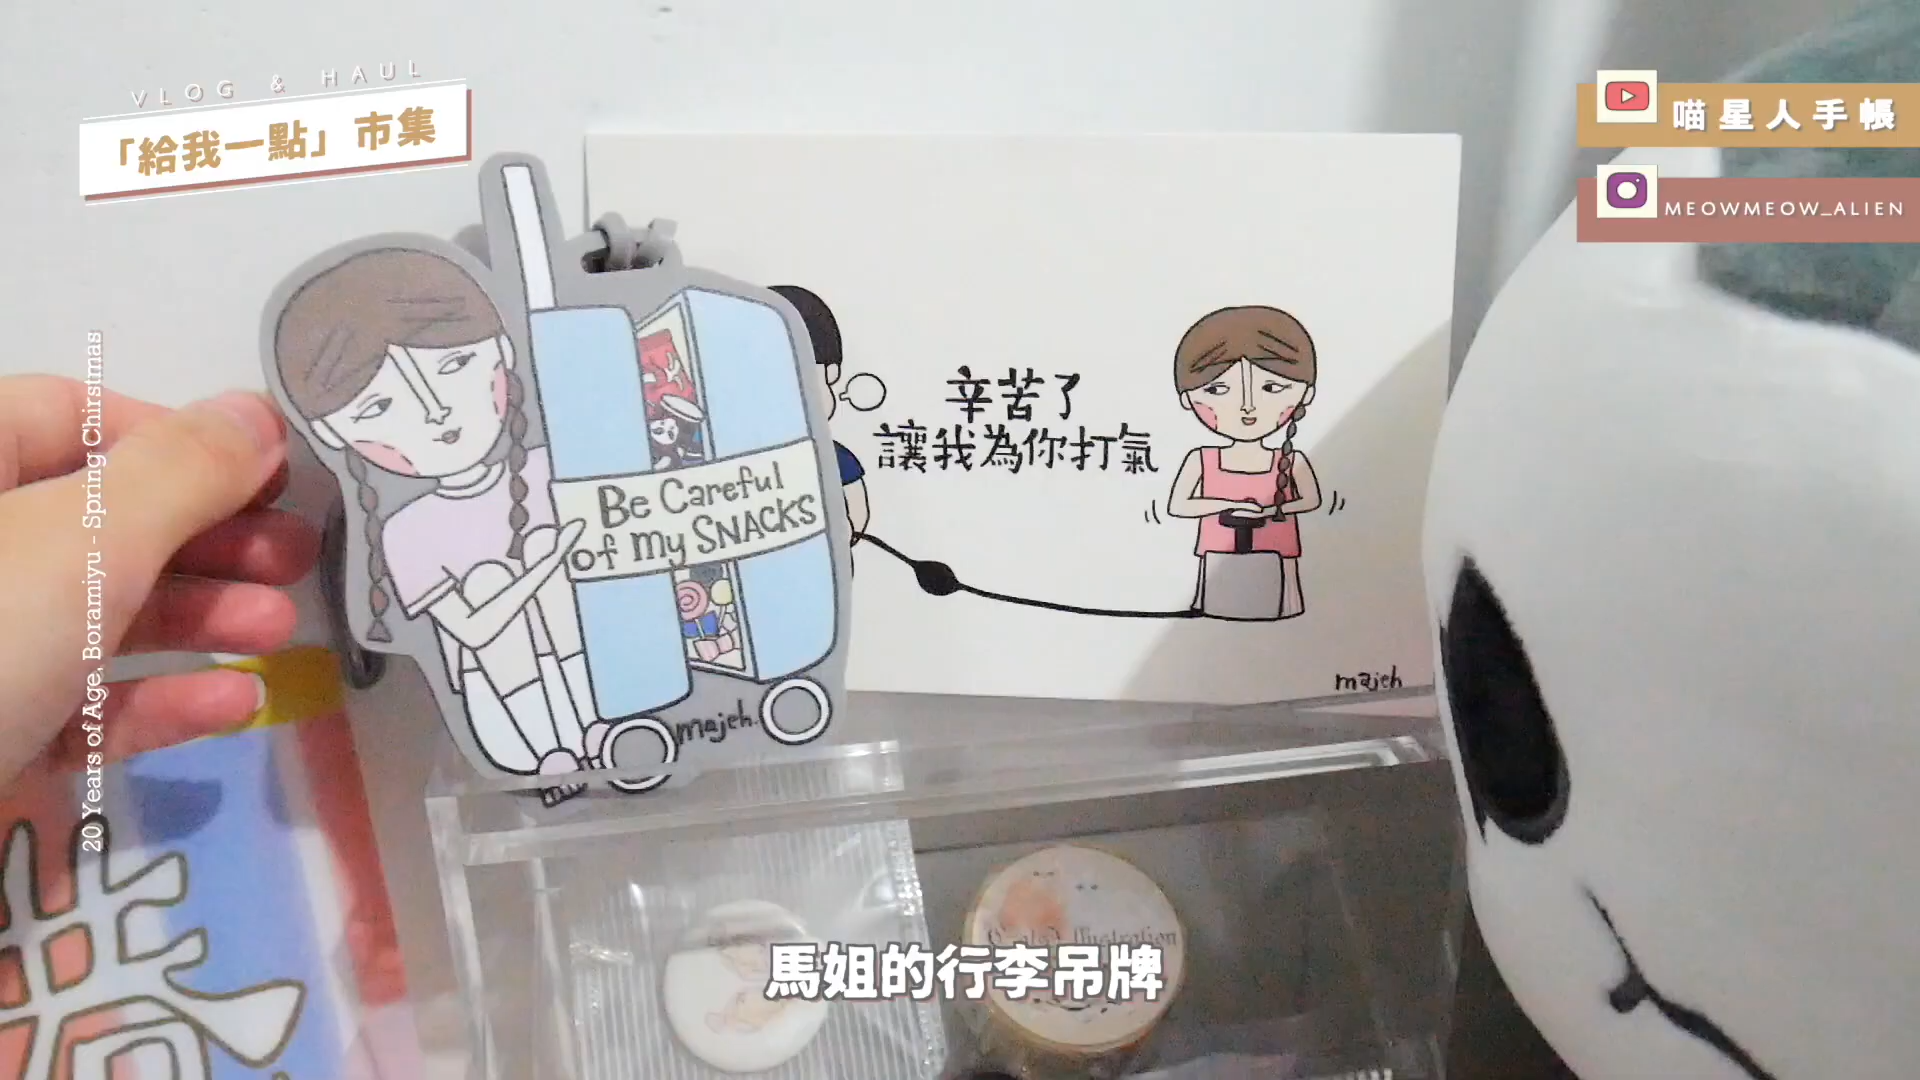 VLOG & HAUL
「給我一點」市集
喵星人手帳
MEOWMEOW_ALIEN
20 Years of Age. Boramiyu - Spring Chirstmas
Be Careful
of my SNACKS
majeh.
辛苦了
讓我為你打氣
majeh
Illustration
馬姐的行李吊牌